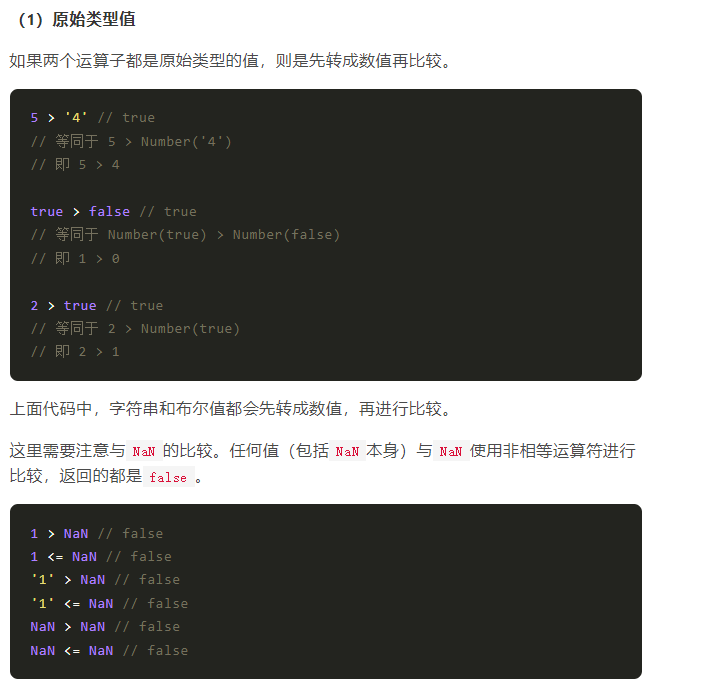 （1）原始类型值
如果两个运算子都是原始类型的值，则是先转成数值再比较。
5 > '4' // true
// 等同于 5 > Number('4')
// 即 5 > 4
true > false // true
// 等同于 Number(true) > Number(false)
// 即 1 > 0
2 > true // true
// 等同于 2 > Number(true)
// 即 2 > 1
上面代码中，字符串和布尔值都会先转成数值，再进行比较。
这里需要注意与 NaN 的比较。任何值（包括 NaN 本身）与 NaN 使用非相等运算符进行
比较，返回的都是 false 。
1 > NaN // false
1 <= NaN // false
'1' > NaN // false
'1' <= NaN // false
NaN > NaN // false
NaN <= NaN // false